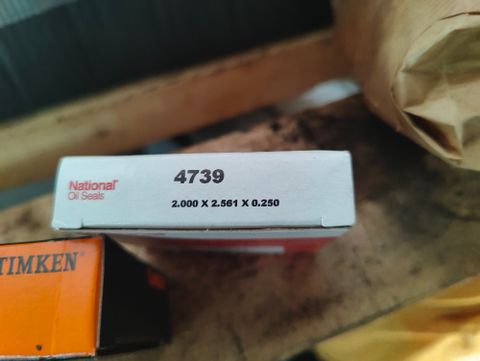 National®
Oil Seals
4739
2.000 X 2.561 X 0.250
TIMKEN®